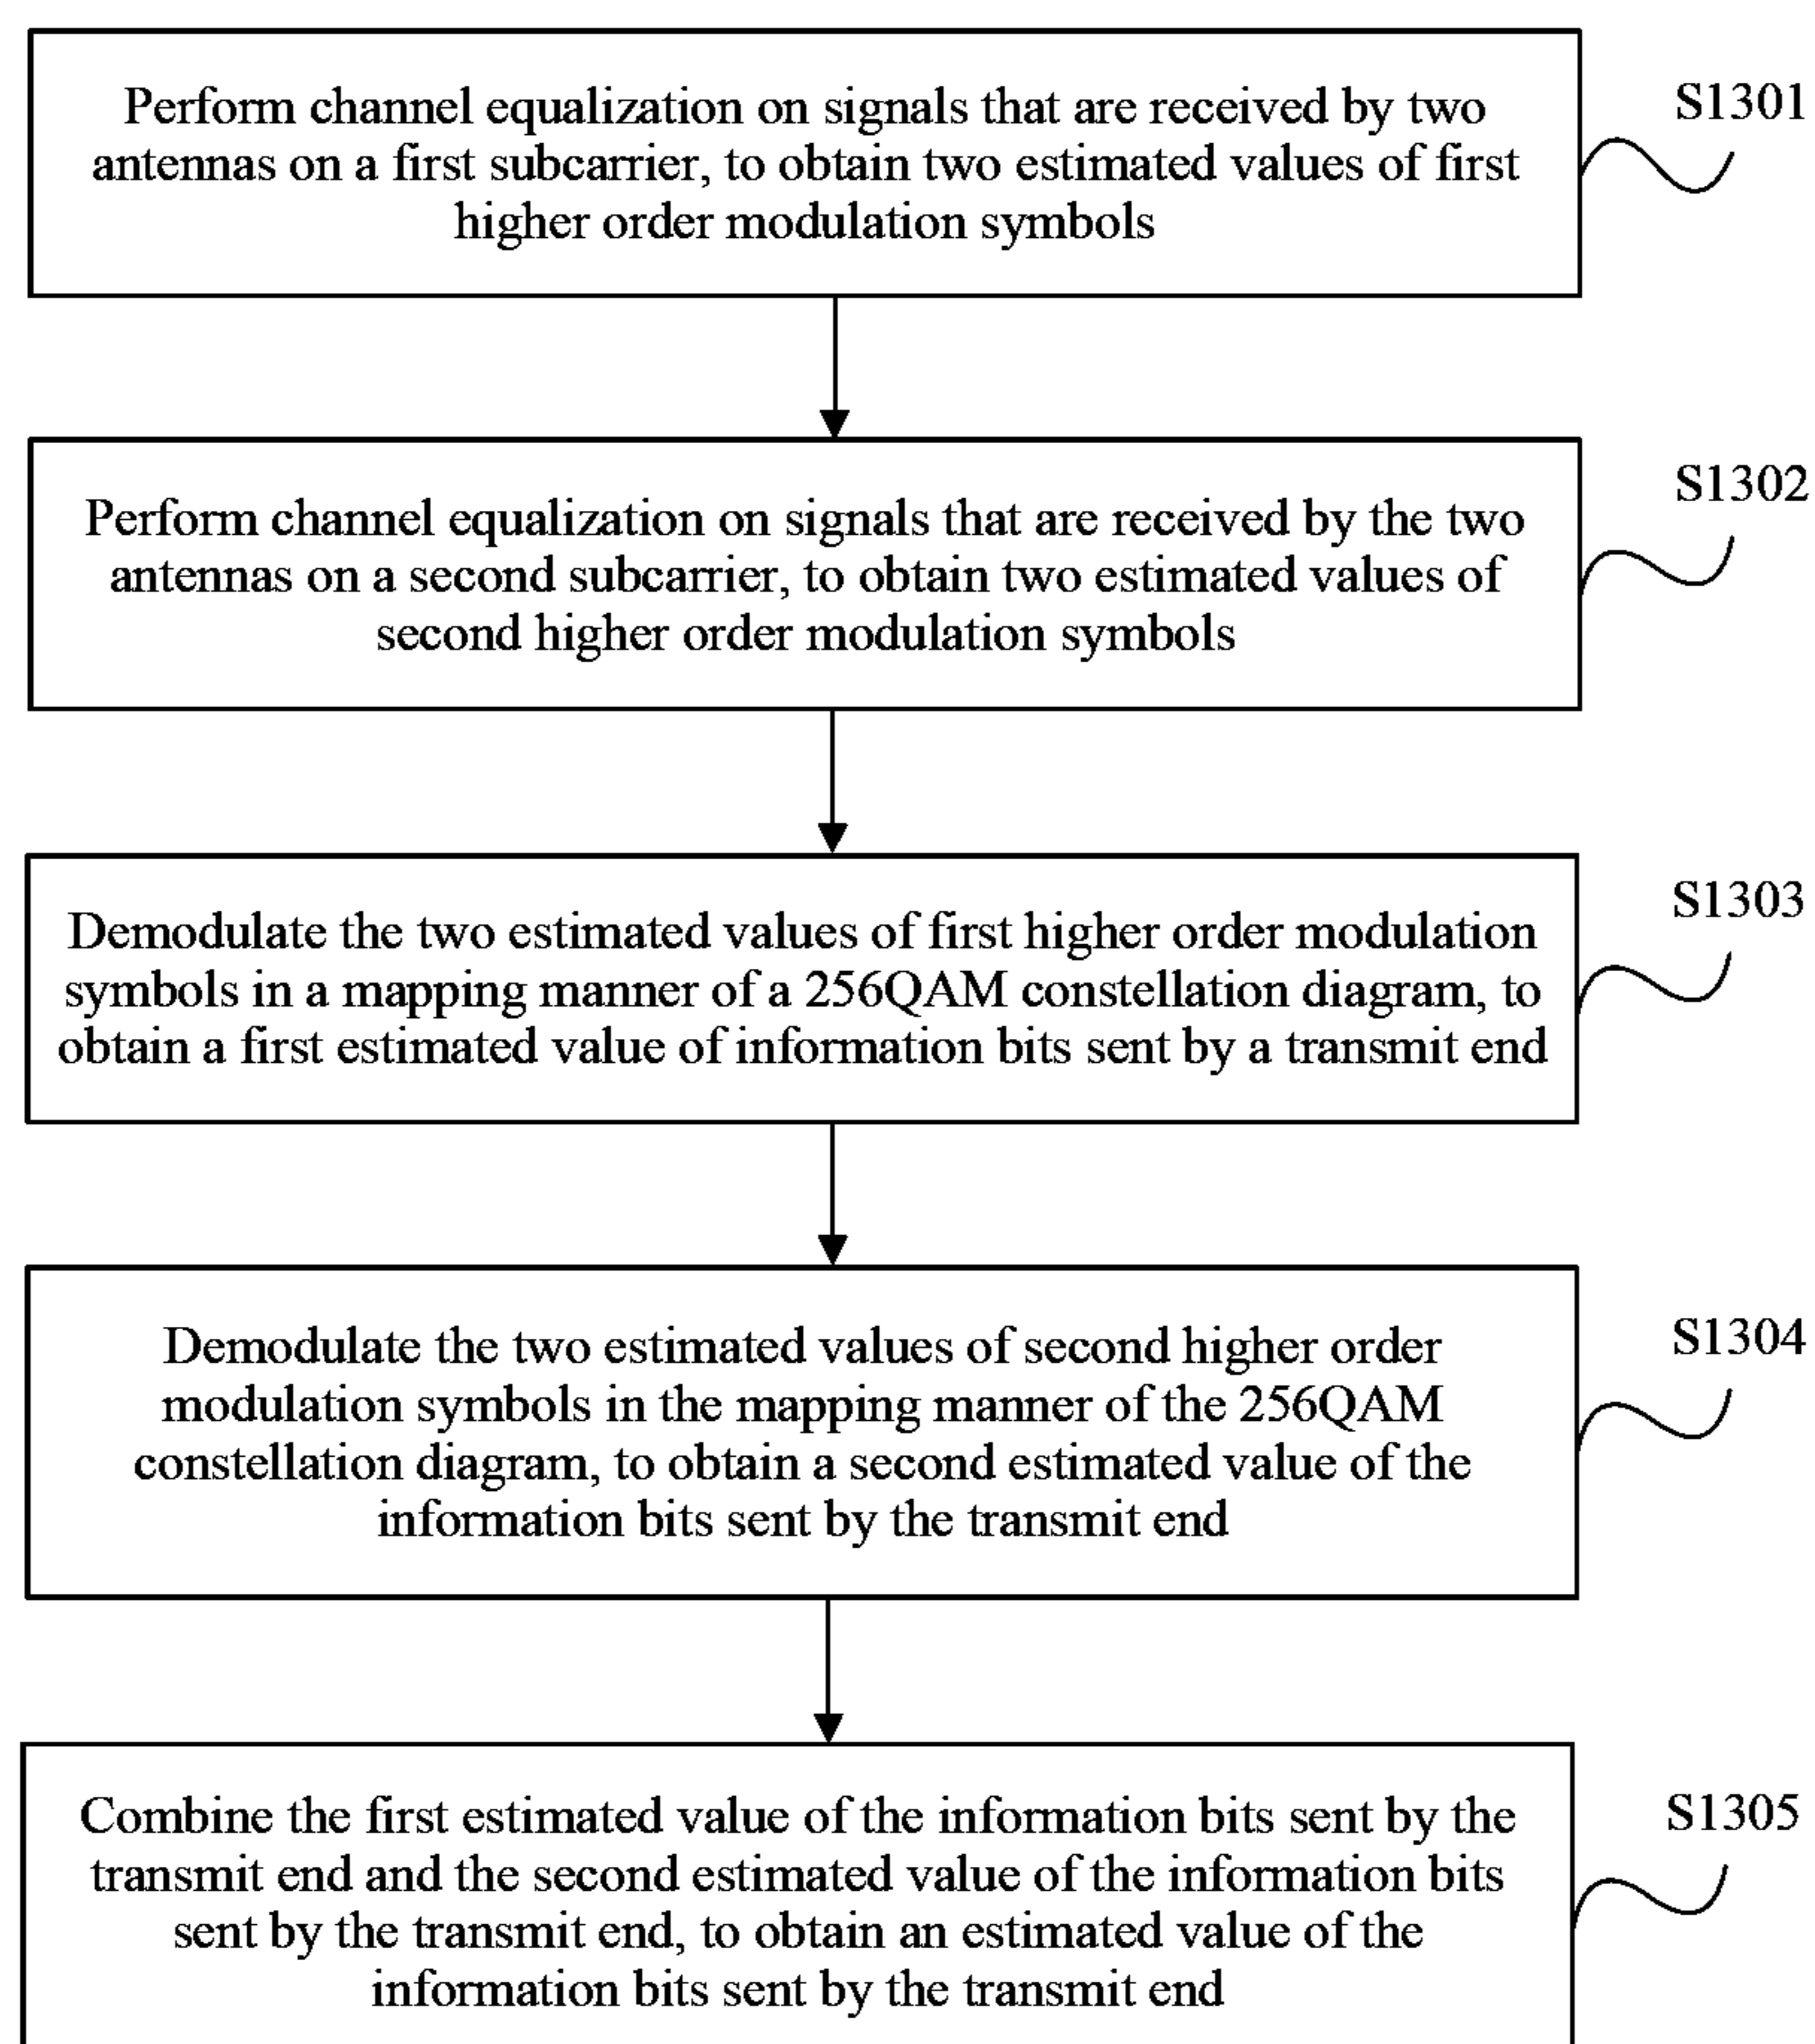 Perform channel equalization on signals that are received by two
antennas on a first subcarrier, to obtain two estimated values of first
higher order modulation symbols
S1301
Perform channel equalization on signals that are received by the two
antennas on a second subcarrier, to obtain two estimated values of
second higher order modulation symbols
S1302
Demodulate the two estimated values of first higher order modulation
symbols in a mapping manner of a 256QAM constellation diagram, to
obtain a first estimated value of information bits sent by a transmit end
S1303
Demodulate the two estimated values of second higher order
modulation symbols in the mapping manner of the 256QAM
constellation diagram, to obtain a second estimated value of the
information bits sent by the transmit end
S1304
Combine the first estimated value of the information bits sent by the
transmit end and the second estimated value of the information bits
sent by the transmit end, to obtain an estimated value of the
information bits sent by the transmit end
S1305